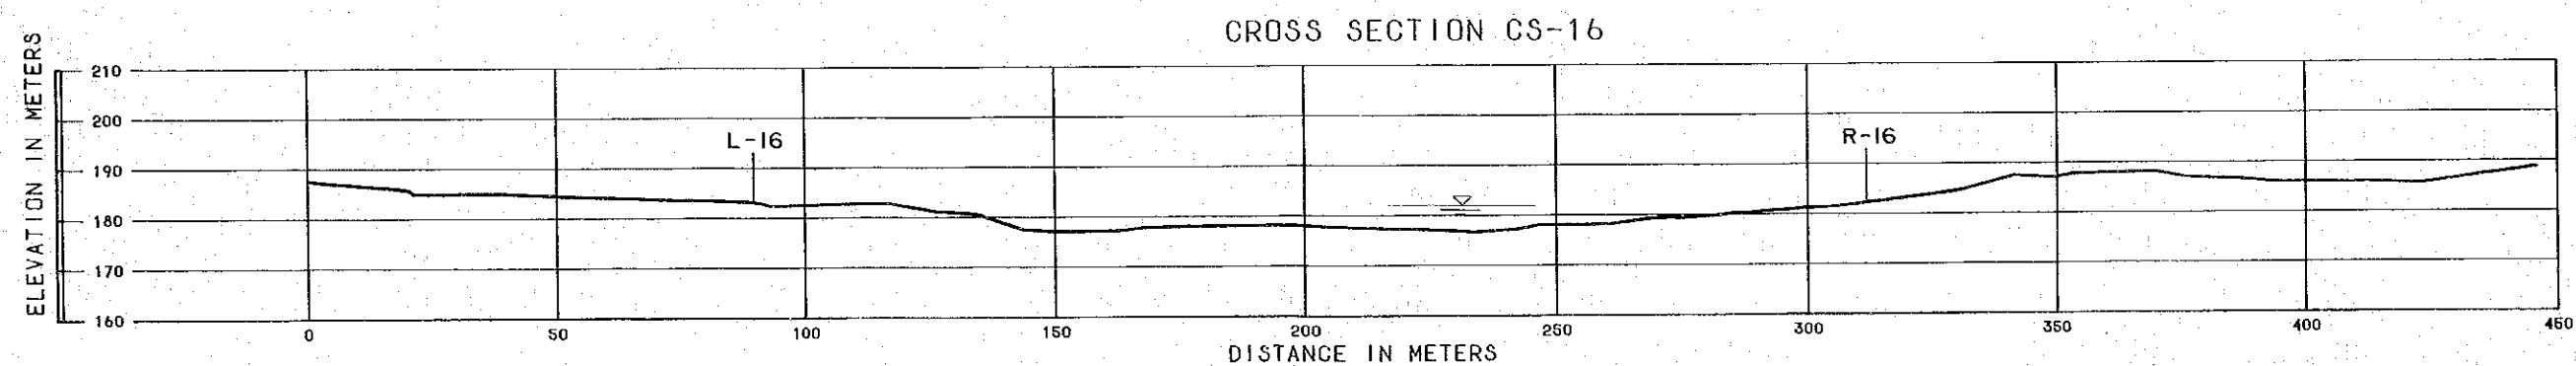 CROSS SECTION CS-16
ELEVATION IN METERS
210
200
190
180
170
160
L-16
R-16
0 50 100 150 200 250 300 350 400 450
DISTANCE IN METERS